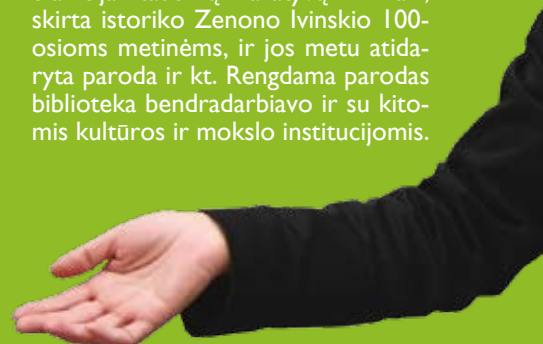 skirta istoriko Zenono Ivinskio 100-
osioms metinėms, ir jos metu atida-
ryta paroda ir kt. Rengdama parodas
biblioteka bendradarbiavo ir su kito-
mis kultūros ir mokslo institucijomis.